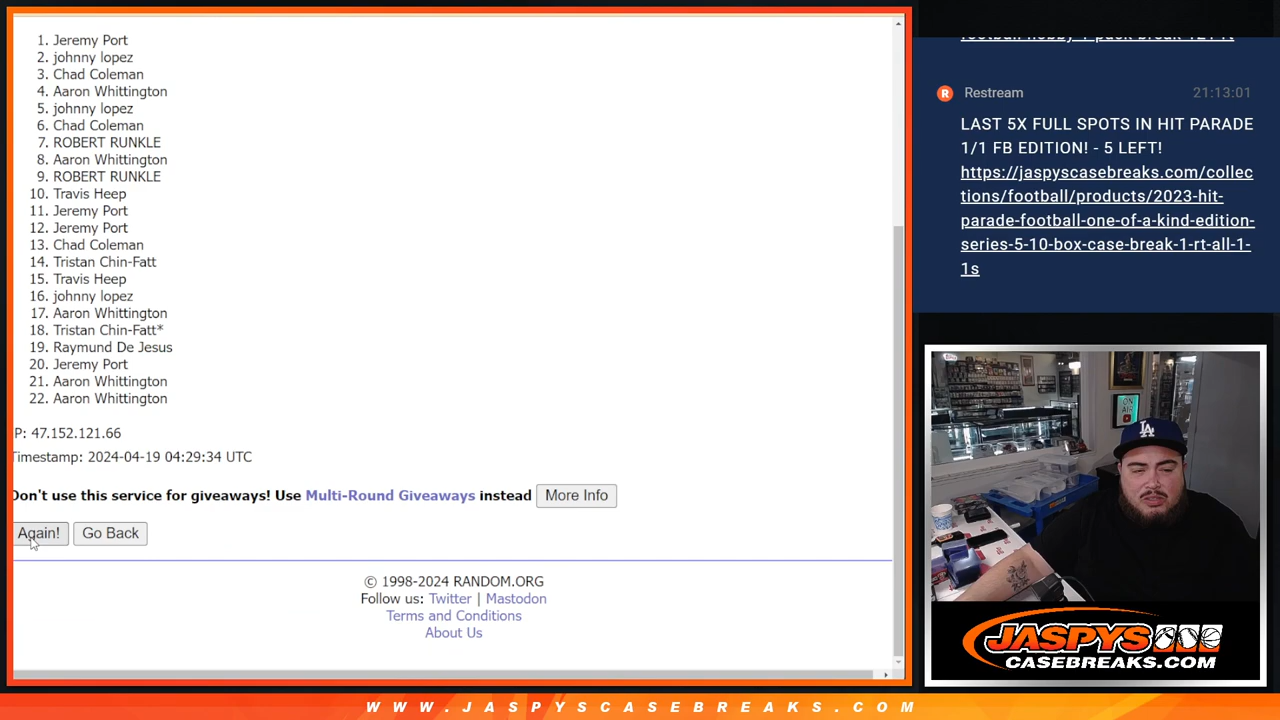 1. Jeremy Port
2. johnny lopez
3. Chad Coleman
4. Aaron Whittington
5. johnny lopez
6. Chad Coleman
7. ROBERT RUNKLE
8. Aaron Whittington
9. ROBERT RUNKLE
10. Travis Heep
11. Jeremy Port
12. Jeremy Port
13. Chad Coleman
14. Tristan Chin-Fatt
15. Travis Heep
16. johnny lopez
17. Aaron Whittington
18. Tristan Chin-Fatt*
19. Raymund De Jesus
20. Jeremy Port
21. Aaron Whittington
22. Aaron Whittington
P: 47.152.121.66
Timestamp: 2024-04-19 04:29:34 UTC
Don't use this service for giveaways! Use Multi-Round Giveaways instead More Info
Again! Go Back
© 1998-2024 RANDOM.ORG
Follow us: Twitter | Mastodon
Terms and Conditions
About Us
Restream 21:13:01
LAST 5X FULL SPOTS IN HIT PARADE
1/1 FB EDITION! - 5 LEFT!
https://jaspyscasebreaks.com/collec
tions/football/products/2023-hit-
parade-football-one-of-a-kind-edition-
series-5-10-box-case-break-1-rt-all-1-
1s
ON
AIR
LA
JASPYS
CASEBREAKS.COM
WWW.JASPYSCASEBREAKS.COM